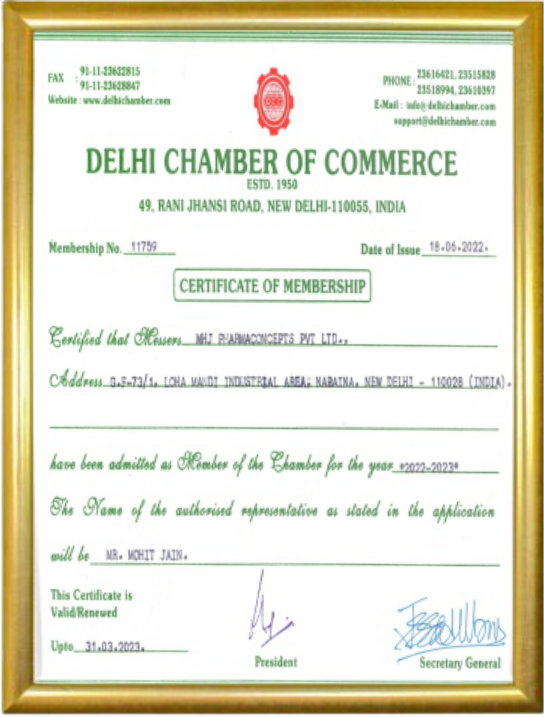 FAX : 91-11-23622815
91-11-23628847
Website : www.delhichamber.com
DCC
PHONE : 23616421, 23515828
23518994, 23610397
E-Mail : info@delhichamber.com
support@delhichamber.com
DELHI CHAMBER OF COMMERCE
ESTD. 1950
49, RANI JHANSI ROAD, NEW DELHI-110055, INDIA
Membership No. 11759
Date of Issue 18.06.2022.
CERTIFICATE OF MEMBERSHIP
Certified that Messers MHJ PHARMACONCEPTS PVT LTD.,
Address G.F-73/1, LOHA MANDI INDUSTRIAL AREA, NARAINA, NEW DELHI - 110028 (INDIA).
have been admitted as Member of the Chamber for the year *2022-2023*
The Name of the authorised representative as stated in the application
will be MR. MOHIT JAIN.
This Certificate is
Valid/Renewed
Upto 31.03.2023.
President
Secretary General